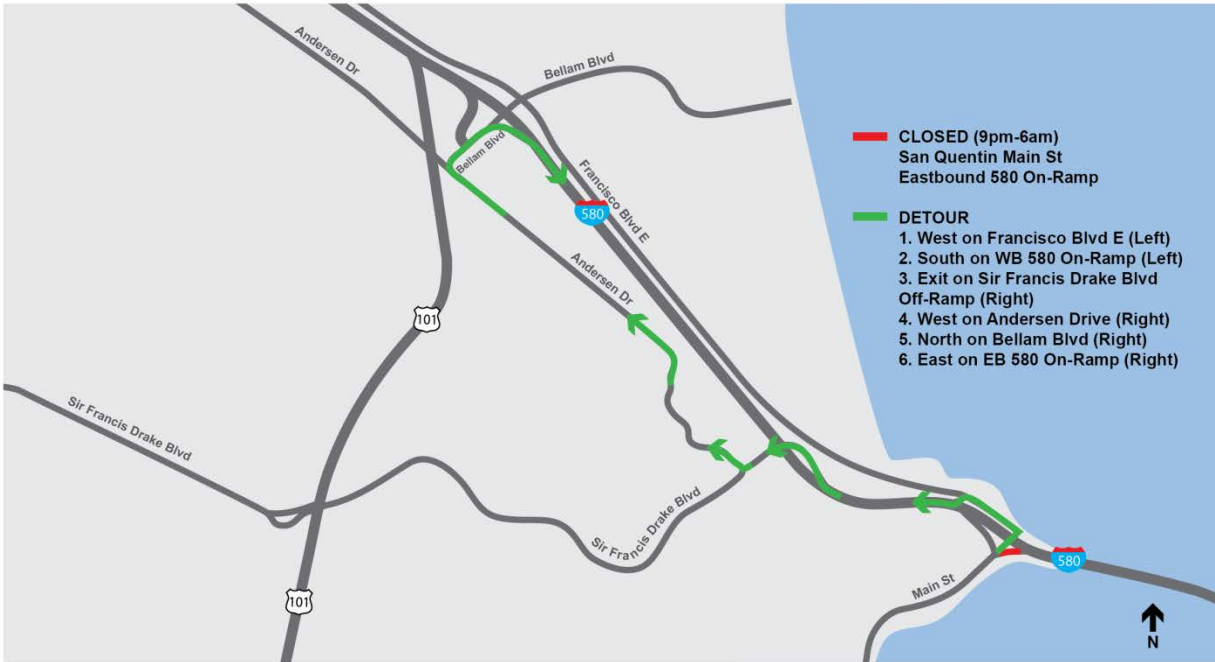 Andersen Dr
Bellam Blvd
Bellam Blvd
Francisco Blvd E
580
Andersen Dr
101
Sir Francis Drake Blvd
Sir Francis Drake Blvd
Main St
580
101
N
CLOSED (9pm-6am)
San Quentin Main St
Eastbound 580 On-Ramp
DETOUR
1. West on Francisco Blvd E (Left)
2. South on WB 580 On-Ramp (Left)
3. Exit on Sir Francis Drake Blvd
Off-Ramp (Right)
4. West on Andersen Drive (Right)
5. North on Bellam Blvd (Right)
6. East on EB 580 On-Ramp (Right)